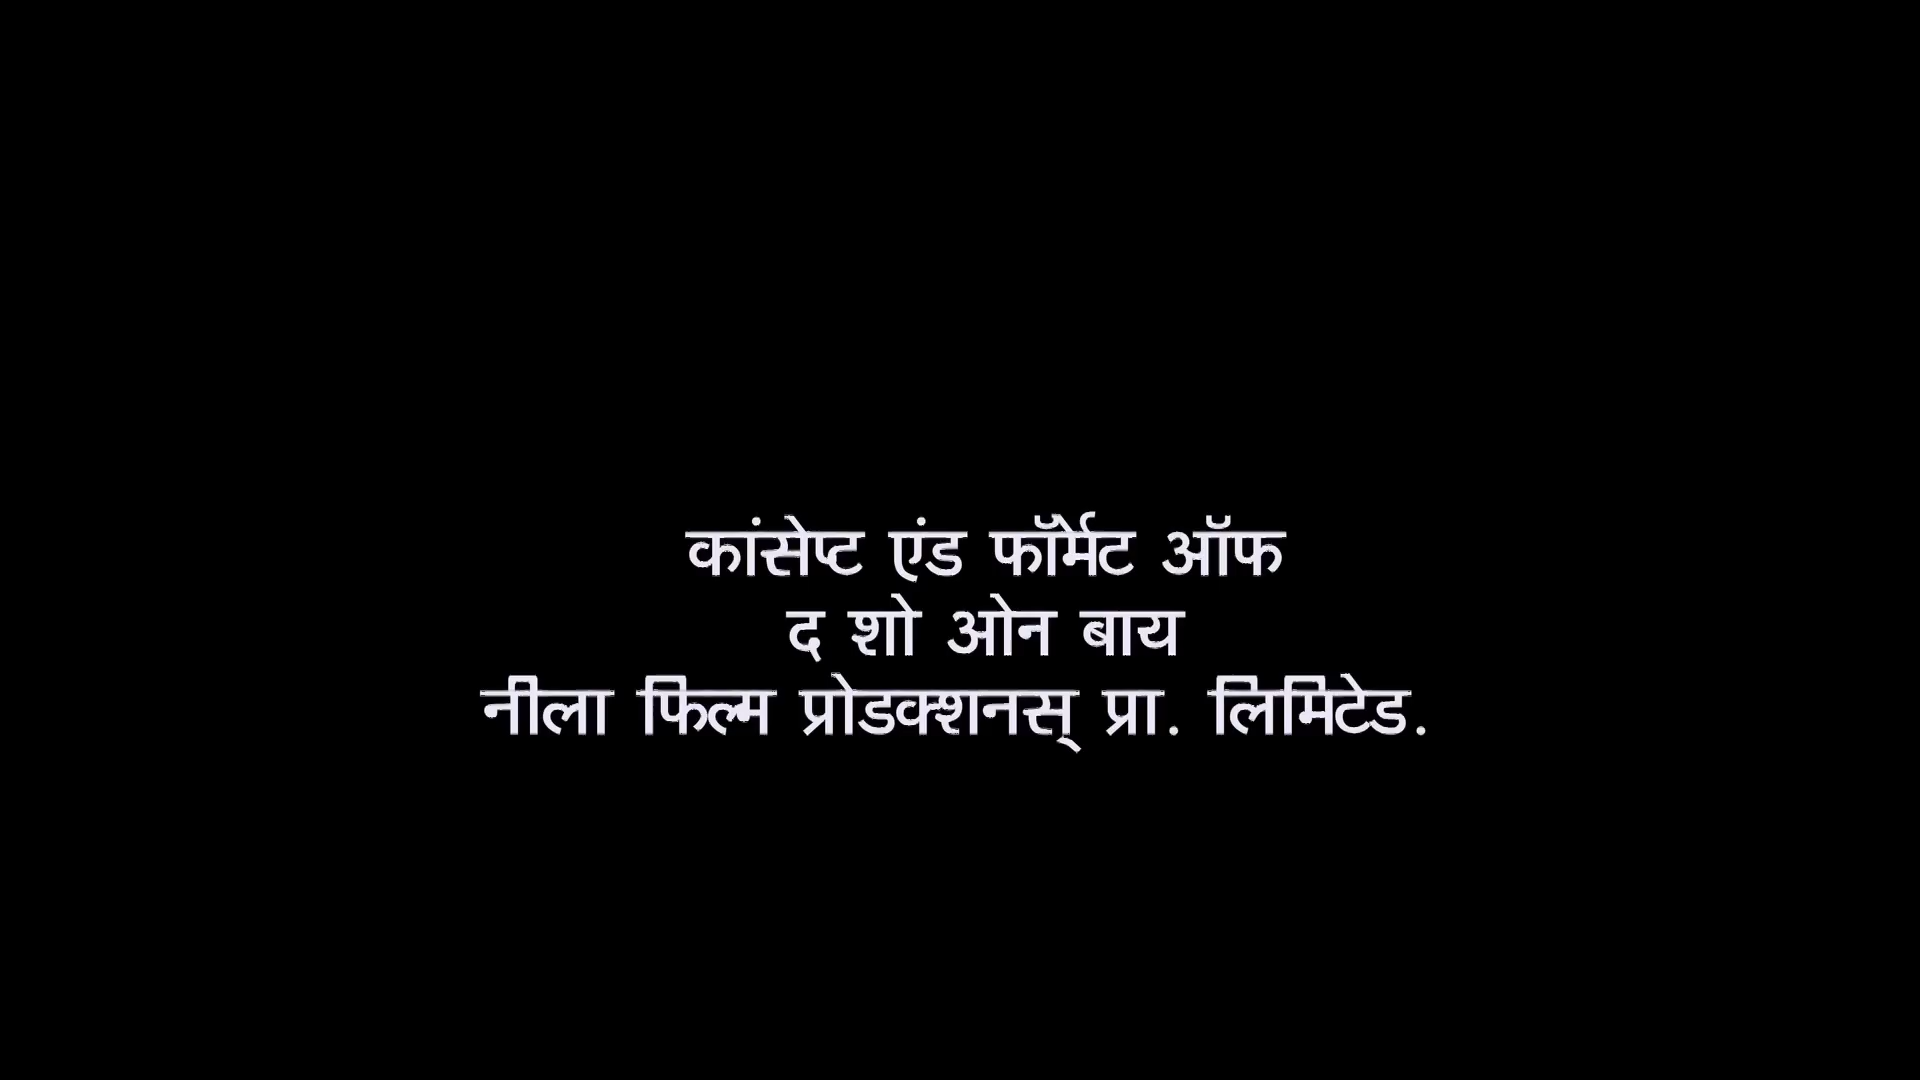 कांसेप्ट एंड फॉर्मेट ऑफ
द शो ओन बाय
नीला फिल्म प्रोडक्शनस् प्रा. लिमिटेड.